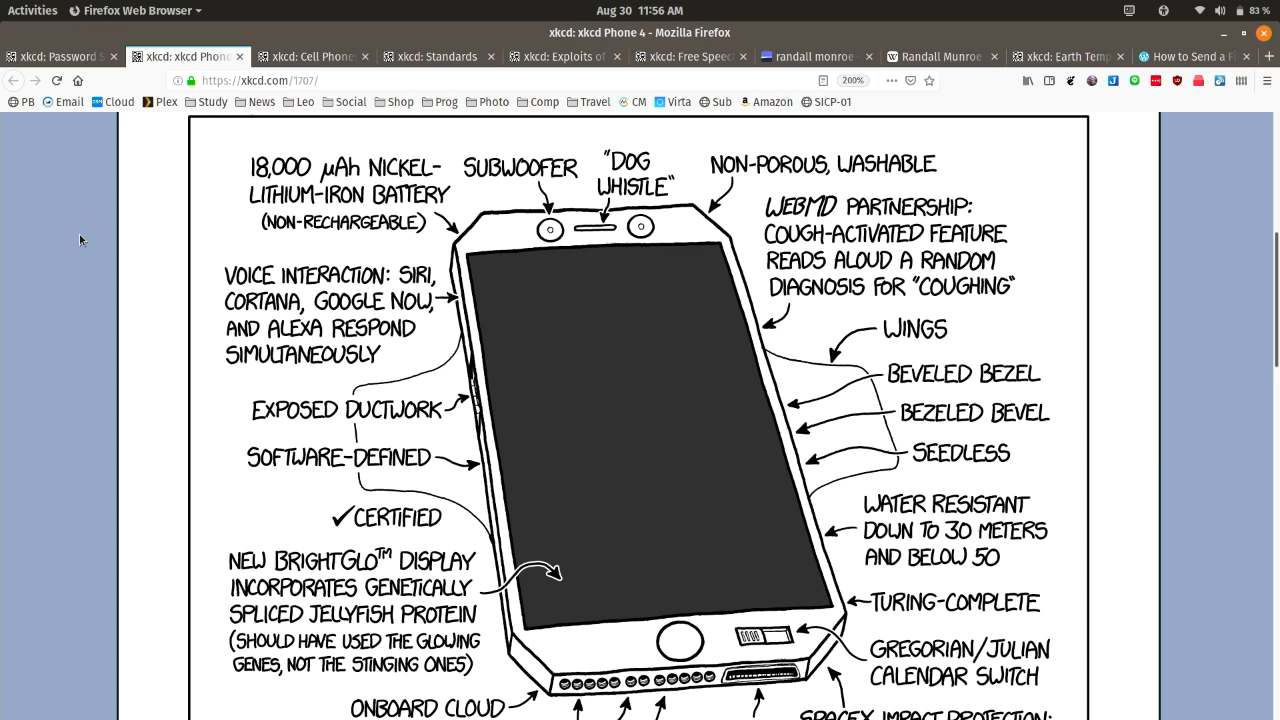 Activities
Firefox Web Browser
Aug 30 11:56 AM
83 %
xkcd: xkcd Phone 4 - Mozilla Firefox
xkcd: Password S
xkcd: xkcd Phon
xkcd: Cell Phone
xkcd: Standards
xkcd: Exploits of
xkcd: Free Speec
randall monroe
Randall Munroe
xkcd: Earth Temp
How to Send a Fi
https://xkcd.com/1707/
200%
PB
Email
Cloud
Plex
Study
News
Leo
Social
Shop
Prog
Photo
Comp
Travel
CM
Virta
Sub
Amazon
SICP-01
18,000 µAh NICKEL-
LITHIUM-IRON BATTERY
(NON-RECHARGEABLE)
SUBWOOFER
"DOG
WHISTLE"
NON-POROUS, WASHABLE
WEBMD PARTNERSHIP:
COUGH-ACTIVATED FEATURE
READS ALOUD A RANDOM
DIAGNOSIS FOR "COUGHING"
VOICE INTERACTION: SIRI,
CORTANA, GOOGLE NOW,
AND ALEXA RESPOND
SIMULTANEOUSLY
WINGS
BEVELED BEZEL
EXPOSED DUCTWORK
BEZELED BEVEL
SOFTWARE-DEFINED
SEEDLESS
✓CERTIFIED
WATER RESISTANT
DOWN TO 30 METERS
AND BELOW 50
NEW BRIGHTGLO™ DISPLAY
INCORPORATES GENETICALLY
SPLICED JELLYFISH PROTEIN
(SHOULD HAVE USED THE GLOWING
GENES, NOT THE STINGING ONES)
TURING-COMPLETE
GREGORIAN/JULIAN
CALENDAR SWITCH
ONBOARD CLOUD
SPACEX IMPACT PROTECTION: